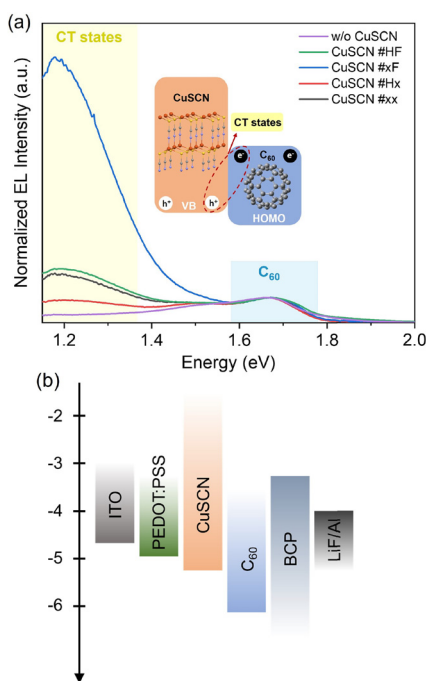 (a)
CT states
w/o CuSCN
CuSCN #HF
CuSCN #xF
CuSCN #Hx
CuSCN #xx
CuSCN
CT states
e⁻ C₆₀ e⁻
h⁺ VB h⁺
HOMO
C₆₀
Normalized EL Intensity (a.u.)
1.2 1.4 1.6 1.8 2.0
Energy (eV)
(b)
-2
-3
-4
-5
-6
ITO
PEDOT:PSS
CuSCN
C₆₀
BCP
LiF/Al